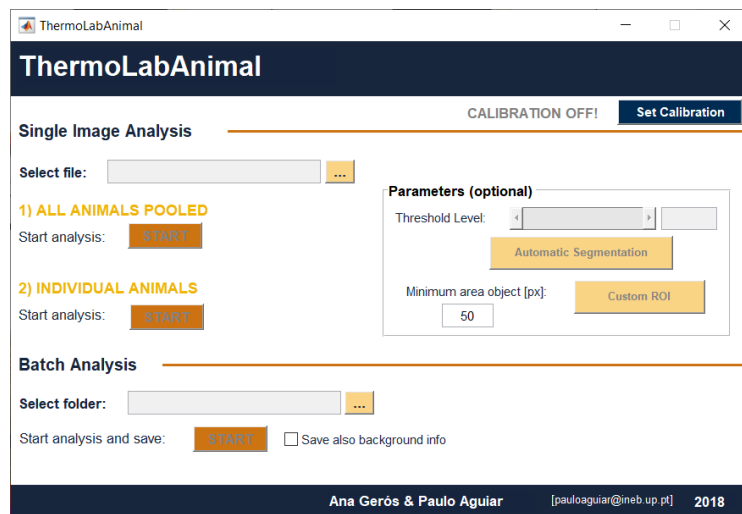 ThermoLabAnimal
ThermoLabAnimal
CALIBRATION OFF!
Set Calibration
Single Image Analysis
Select file:
...
1) ALL ANIMALS POOLED
Start analysis:
START
2) INDIVIDUAL ANIMALS
Start analysis:
START
Parameters (optional)
Threshold Level:
Automatic Segmentation
Minimum area object [px]:
50
Custom ROI
Batch Analysis
Select folder:
...
Start analysis and save:
START
Save also background info
Ana Gerós & Paulo Aguiar
[pauloaguiar@ineb.up.pt]
2018